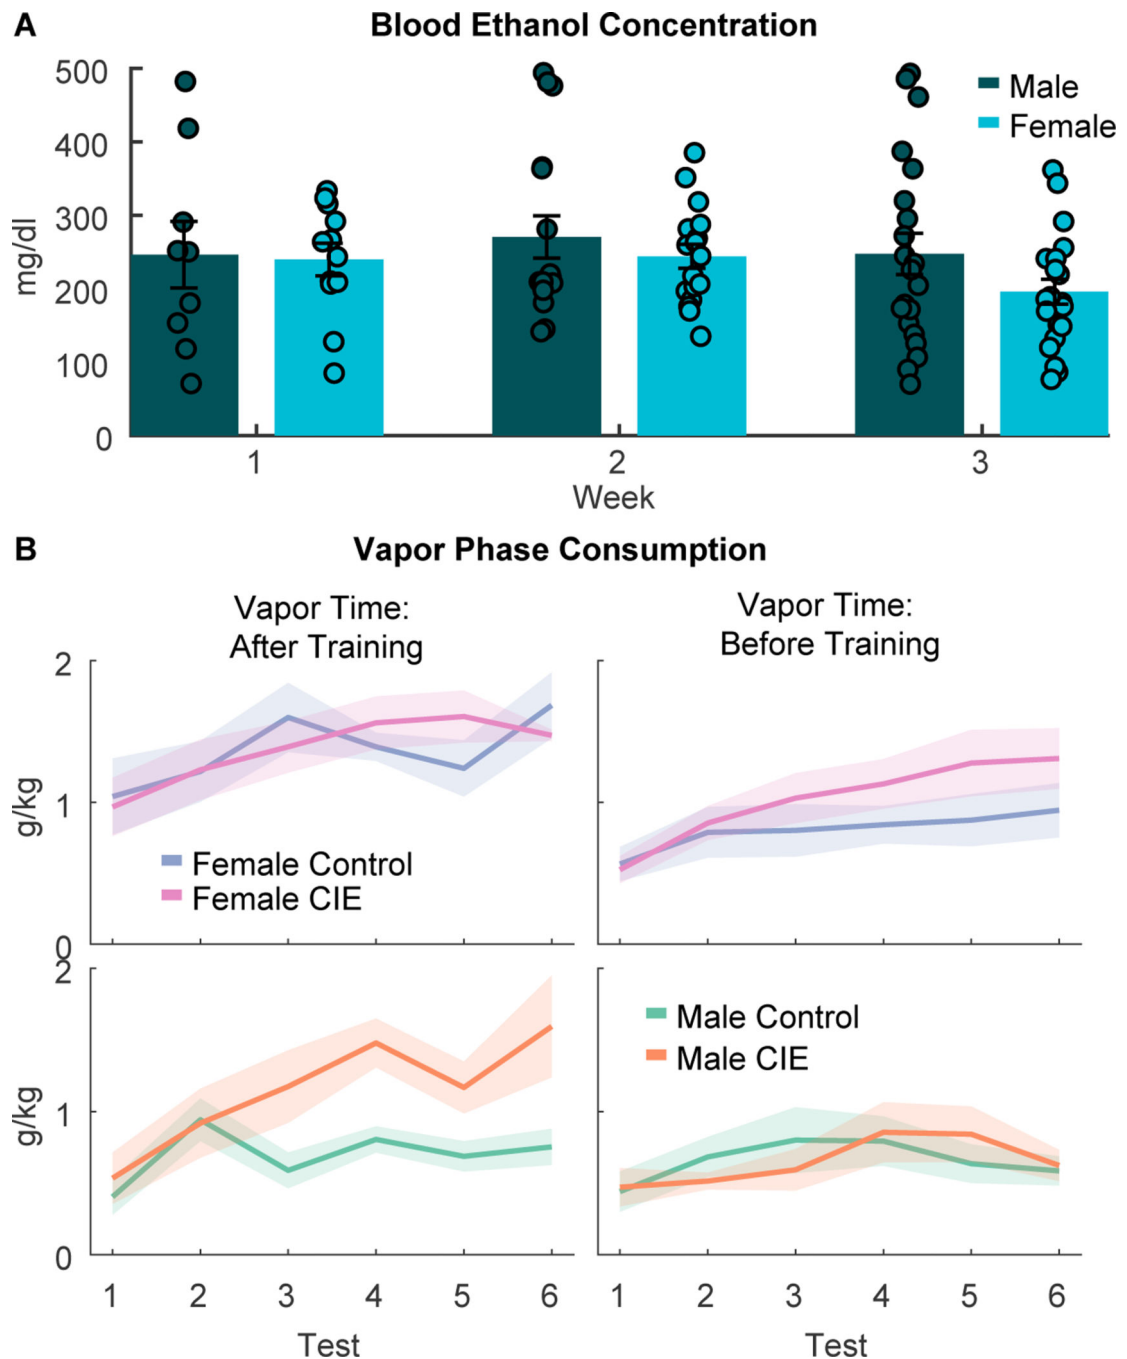 A
Blood Ethanol Concentration
500
400
300
200
100
0
mg/dl
Male
Female
1
2
3
Week
B
Vapor Phase Consumption
Vapor Time:
After Training
Vapor Time:
Before Training
2
1
0
g/kg
Female Control
Female CIE
2
1
0
g/kg
Male Control
Male CIE
1 2 3 4 5 6
Test
1 2 3 4 5 6
Test